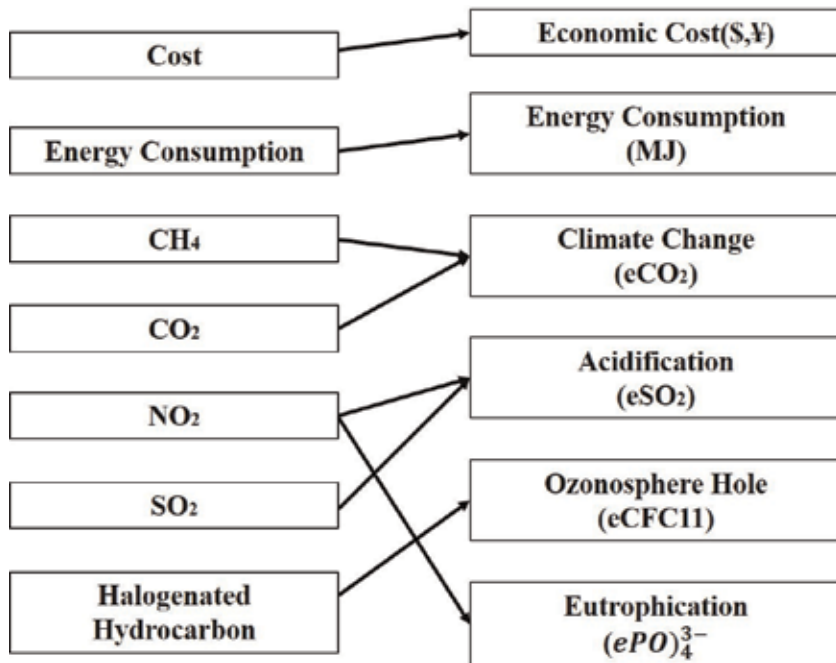 Cost
Energy Consumption
CH₄
CO₂
NO₂
SO₂
Halogenated
Hydrocarbon
Economic Cost($,¥)
Energy Consumption
(MJ)
Climate Change
(eCO₂)
Acidification
(eSO₂)
Ozonosphere Hole
(eCFC11)
Eutrophication
(ePO)₄³⁻